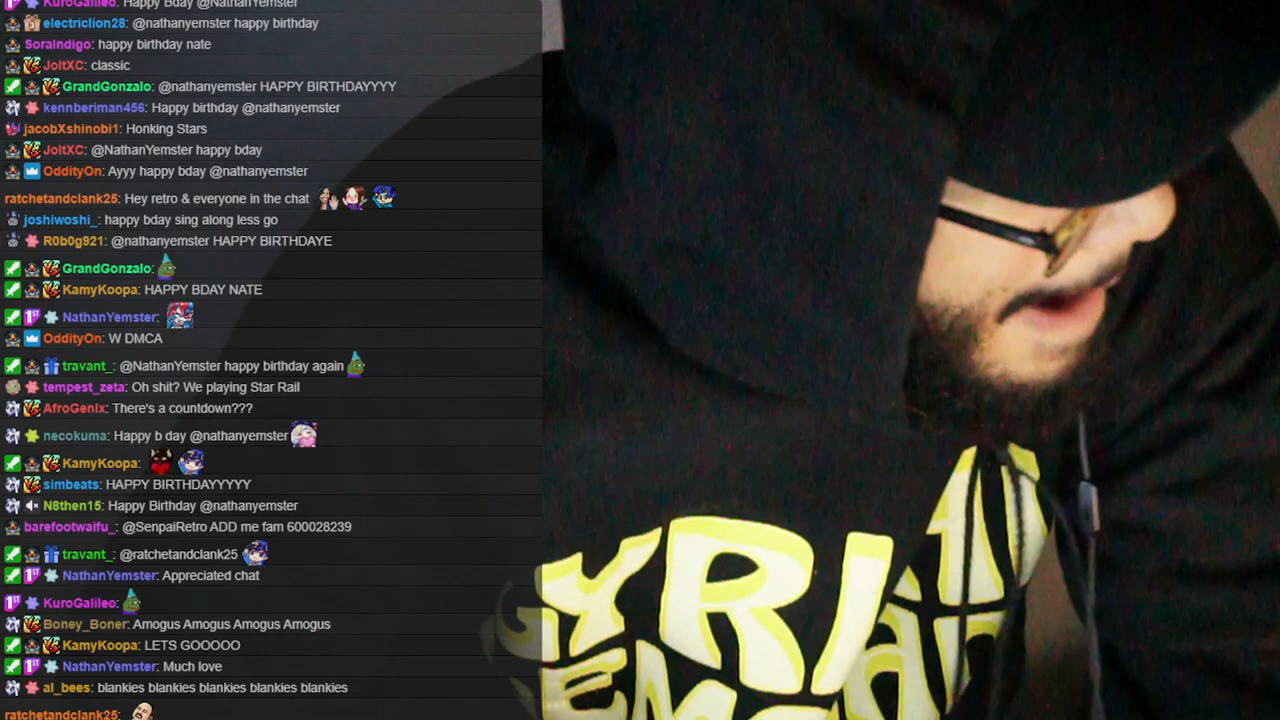 KuroGalileo: Happy Bday @NathanYemster
electriclion28: @nathanyemster happy birthday
SoraIndigo: happy birthday nate
JoltXC: classic
GrandGonzalo: @nathanyemster HAPPY BIRTHDAYYYY
kennberiman456: Happy birthday @nathanyemster
jacobXshinobi1: Honking Stars
JoltXC: @NathanYemster happy bday
OddityOn: Ayyy happy bday @nathanyemster
ratchetandclank25: Hey retro & everyone in the chat
joshiwoshi_: happy bday sing along less go
R0b0g921: @nathanyemster HAPPY BIRTHDAYE
GrandGonzalo:
KamyKoopa: HAPPY BDAY NATE
1ST NathanYemster:
OddityOn: W DMCA
travant_: @NathanYemster happy birthday again
tempest_zeta: Oh shit? We playing Star Rail
AfroGenix: There's a countdown???
necokuma: Happy b day @nathanyemster
KamyKoopa:
simbeats: HAPPY BIRTHDAYYYYY
N8then15: Happy Birthday @nathanyemster
barefootwaifu_: @SenpaiRetro ADD me fam 600028239
travant_: @ratchetandclank25
1ST NathanYemster: Appreciated chat
1ST KuroGalileo:
Boney_Boner: Amogus Amogus Amogus Amogus
KamyKoopa: LETS GOOOOO
1ST NathanYemster: Much love
al_bees: blankies blankies blankies blankies blankies
ratchetandclank25: